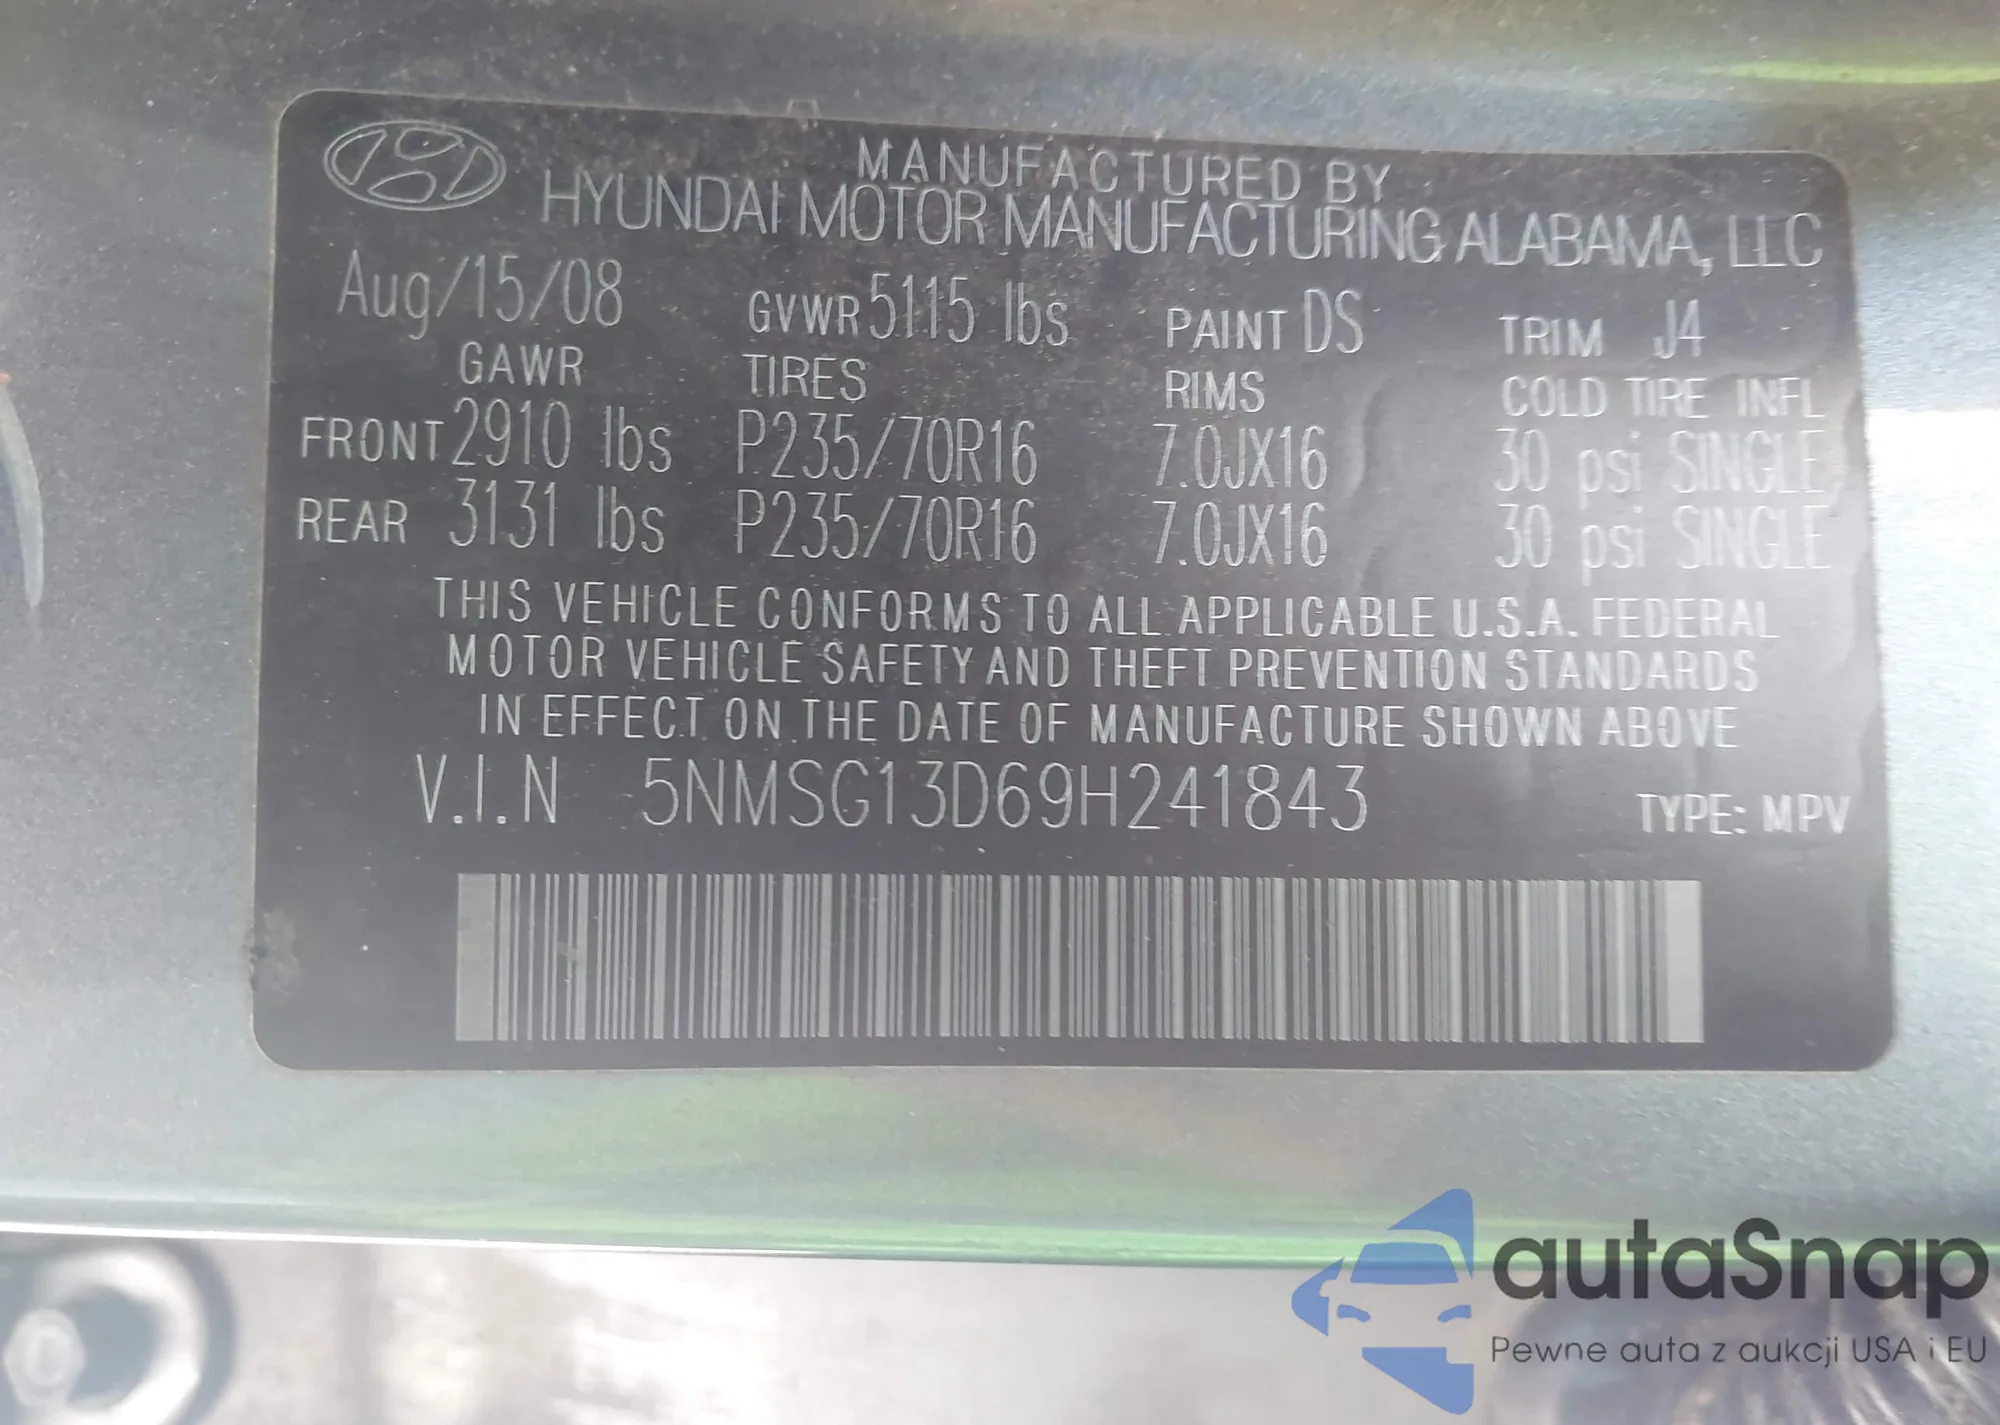 MANUFACTURED BY
HYUNDAI MOTOR MANUFACTURING ALABAMA, LLC
Aug/15/08 GVWR 5115 lbs PAINT DS TRIM J4
GAWR TIRES RIMS COLD TIRE INFL
FRONT 2910 lbs P235/70R16 7.0JX16 30 psi SINGLE
REAR 3131 lbs P235/70R16 7.0JX16 30 psi SINGLE
THIS VEHICLE CONFORMS TO ALL APPLICABLE U.S.A. FEDERAL
MOTOR VEHICLE SAFETY AND THEFT PREVENTION STANDARDS
IN EFFECT ON THE DATE OF MANUFACTURE SHOWN ABOVE
V.I.N 5NMSG13D69H241843 TYPE: MPV
autaSnap
Pewne auta z aukcji USA i EU